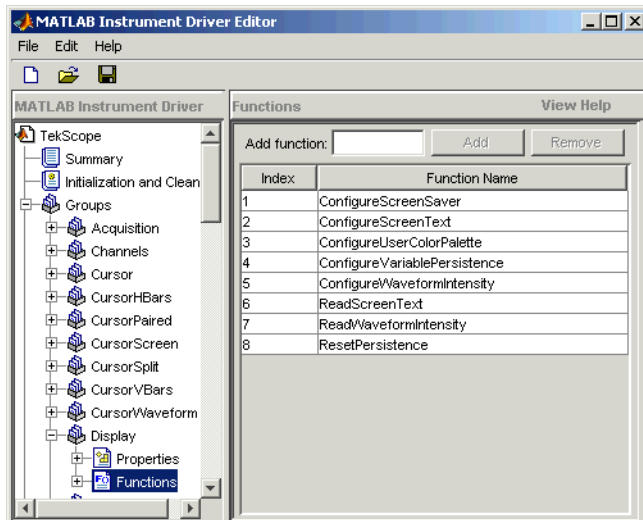 MATLAB Instrument Driver Editor
File Edit Help
MATLAB Instrument Driver
TekScope
Summary
Initialization and Clean
Groups
Acquisition
Channels
Cursor
CursorHBars
CursorPaired
CursorScreen
CursorSplit
CursorVBars
CursorWaveform
Display
Properties
Functions
Functions View Help
Add function: Add Remove
Index Function Name
1 ConfigureScreenSaver
2 ConfigureScreenText
3 ConfigureUserColorPalette
4 ConfigureVariablePersistence
5 ConfigureWaveformIntensity
6 ReadScreenText
7 ReadWaveformIntensity
8 ResetPersistence